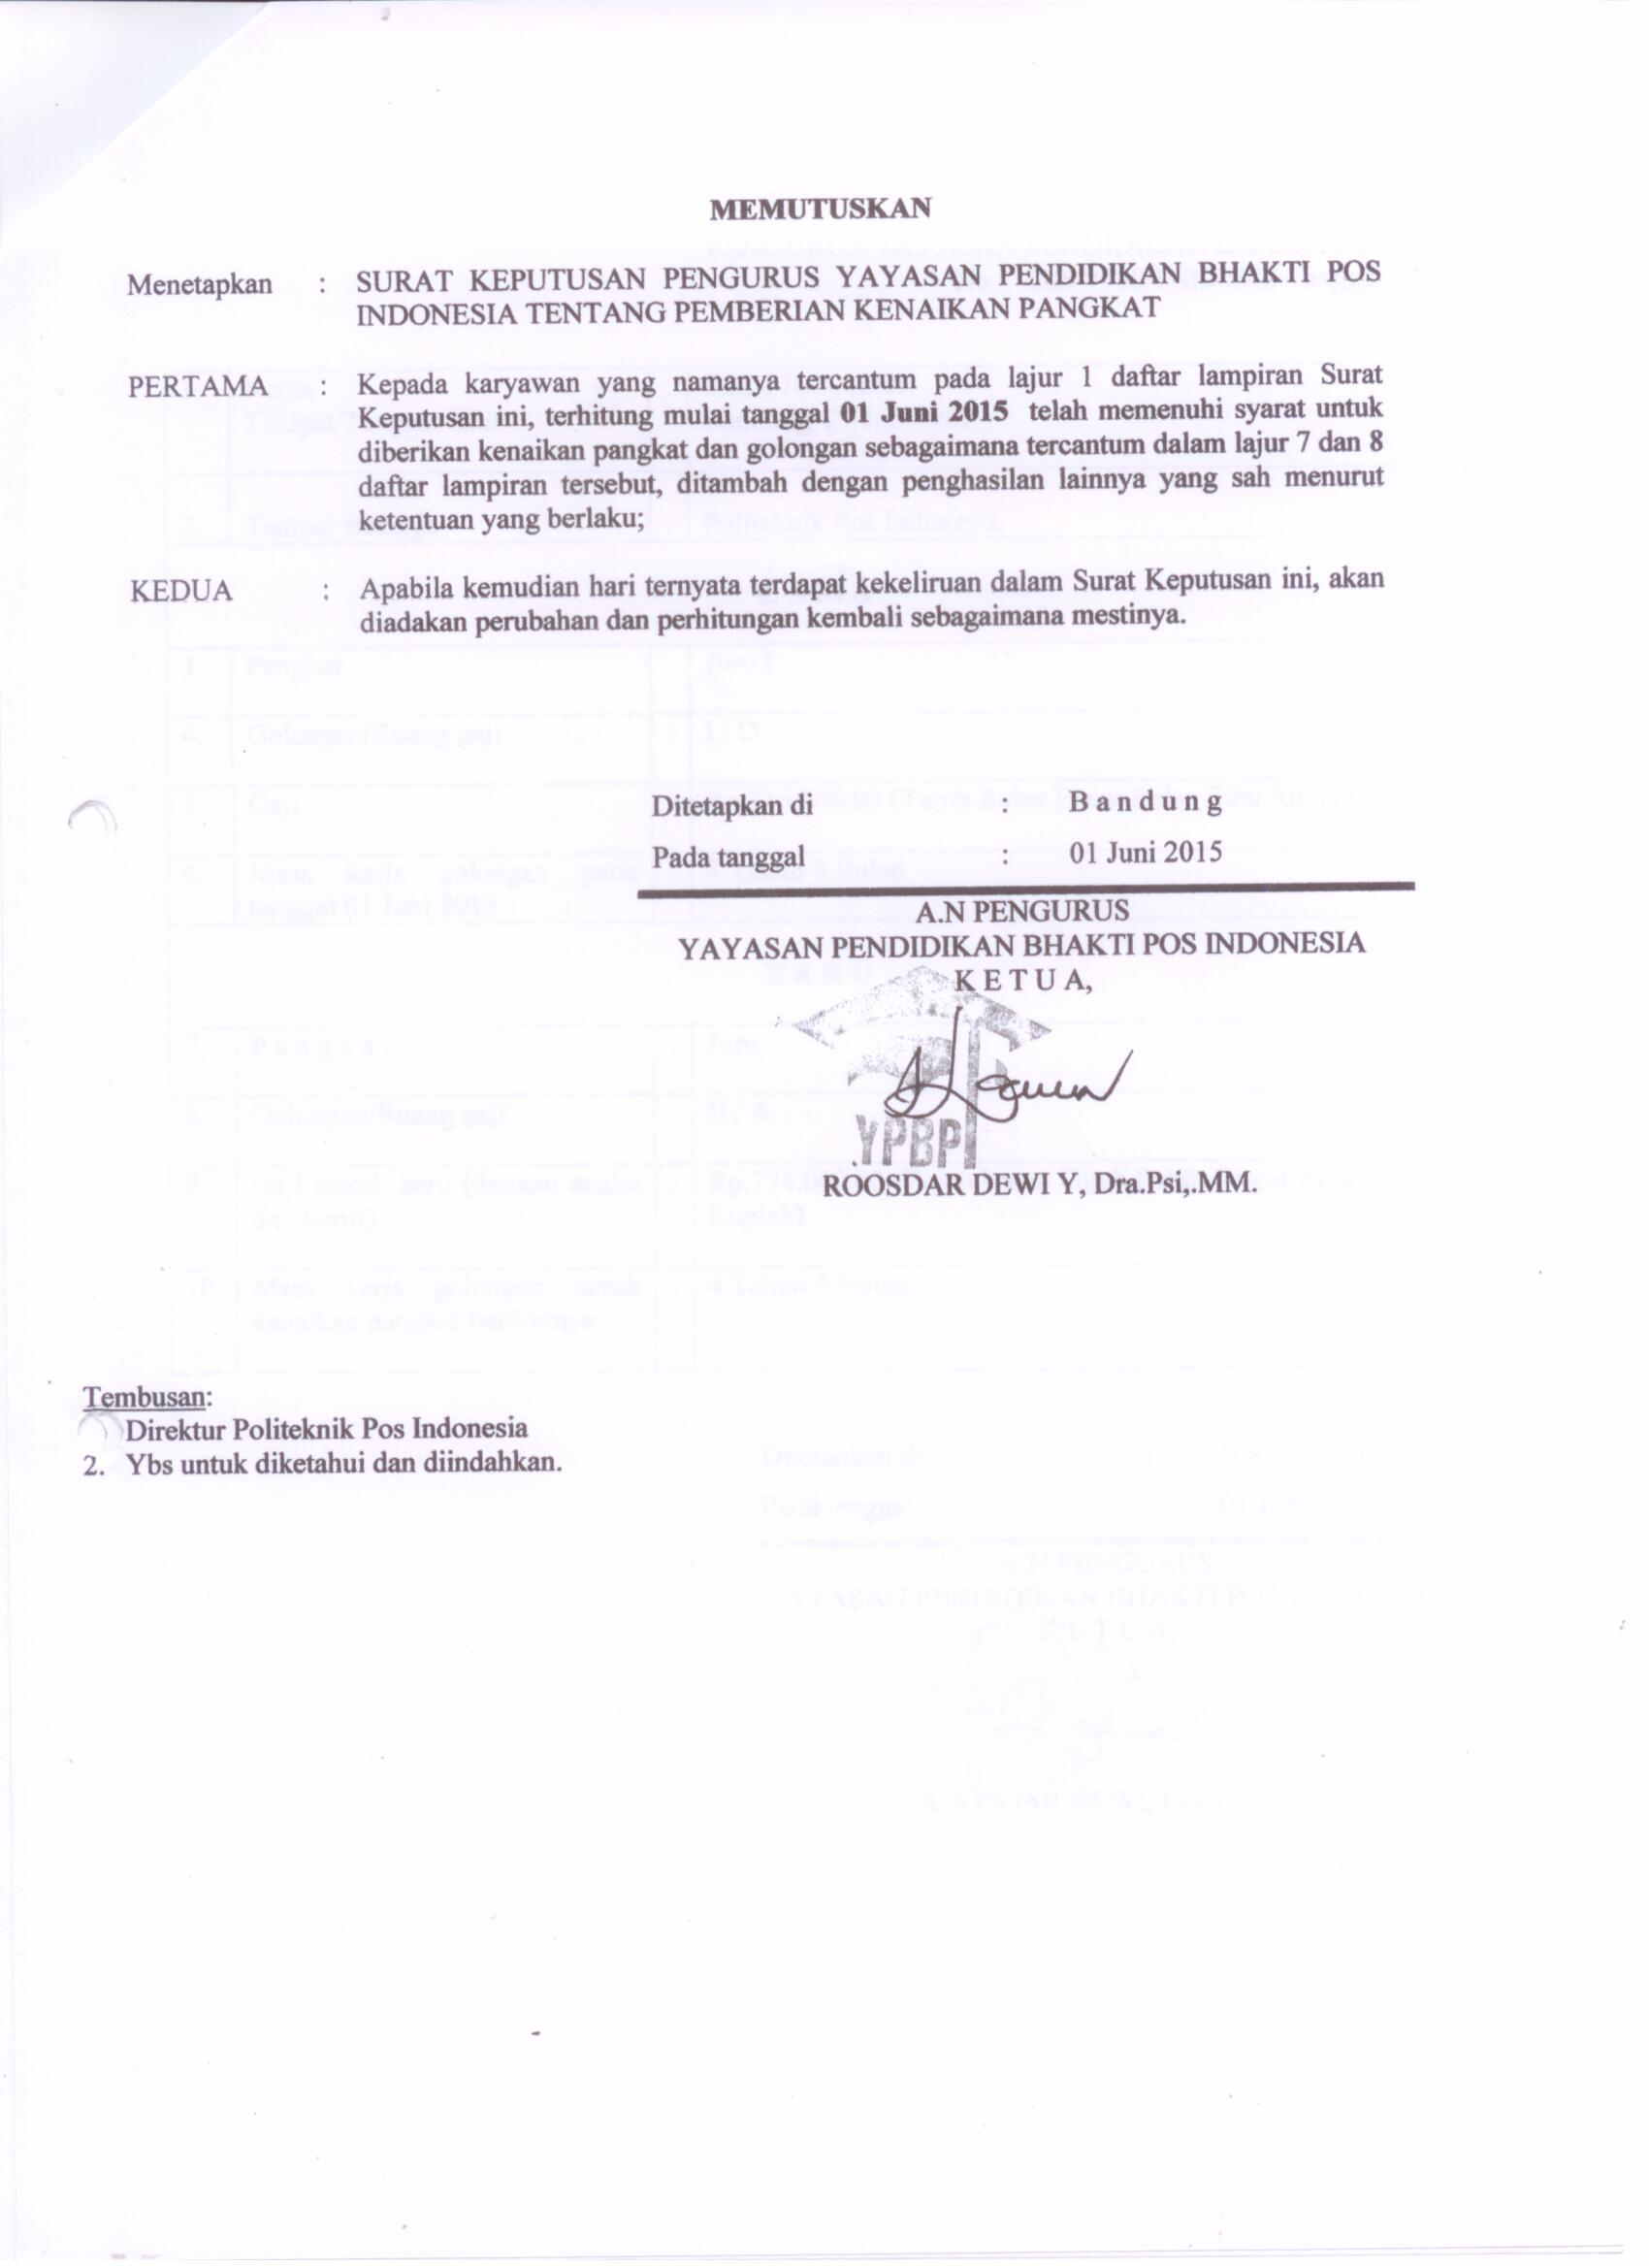 MEMUTUSKAN
Menetapkan : SURAT KEPUTUSAN PENGURUS YAYASAN PENDIDIKAN BHAKTI POS
INDONESIA TENTANG PEMBERIAN KENAIKAN PANGKAT
PERTAMA : Kepada karyawan yang namanya tercantum pada lajur 1 daftar lampiran Surat
Keputusan ini, terhitung mulai tanggal 01 Juni 2015 telah memenuhi syarat untuk
diberikan kenaikan pangkat dan golongan sebagaimana tercantum dalam lajur 7 dan 8
daftar lampiran tersebut, ditambah dengan penghasilan lainnya yang sah menurut
ketentuan yang berlaku;
KEDUA : Apabila kemudian hari ternyata terdapat kekeliruan dalam Surat Keputusan ini, akan
diadakan perubahan dan perhitungan kembali sebagaimana mestinya.
Ditetapkan di : B a n d u n g
Pada tanggal : 01 Juni 2015
A.N PENGURUS
YAYASAN PENDIDIKAN BHAKTI POS INDONESIA
K E T U A,
YPBPI
ROOSDAR DEWI Y, Dra.Psi,.MM.
Tembusan:
Direktur Politeknik Pos Indonesia
2. Ybs untuk diketahui dan diindahkan.